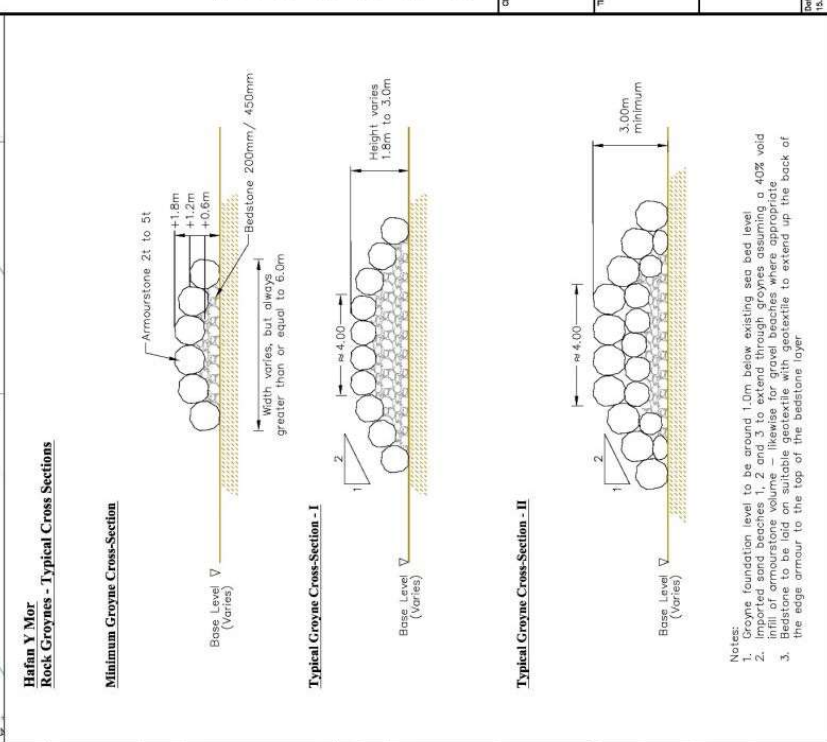 Hafan Y Mor
Rock Groynes - Typical Cross Sections
Minimum Groyne Cross-Section
Armourstone 2t to 5t
+1.8m
+1.2m
+0.6m
Base Level
(Varies)
Bedstone 200mm/ 450mm
Width varies, but always
greater than or equal to 6.0m
Typical Groyne Cross-Section - I
≈ 4.00
2
1
Height varies
1.8m to 3.0m
Base Level
(Varies)
Typical Groyne Cross-Section - II
≈ 4.00
2
1
3.00m
minimum
Base Level
(Varies)
Notes:
1. Groyne foundation level to be around 1.0m below existing sea bed level
2. Imported sand beaches 1, 2 and 3 to extend through groynes assuming a 40% void
infill of armourstone volume – likewise for gravel beaches where appropriate
3. Bedstone to be laid on suitable geotextile with geotextile to extend up the back of
the edge armour to the top of the bedstone layer